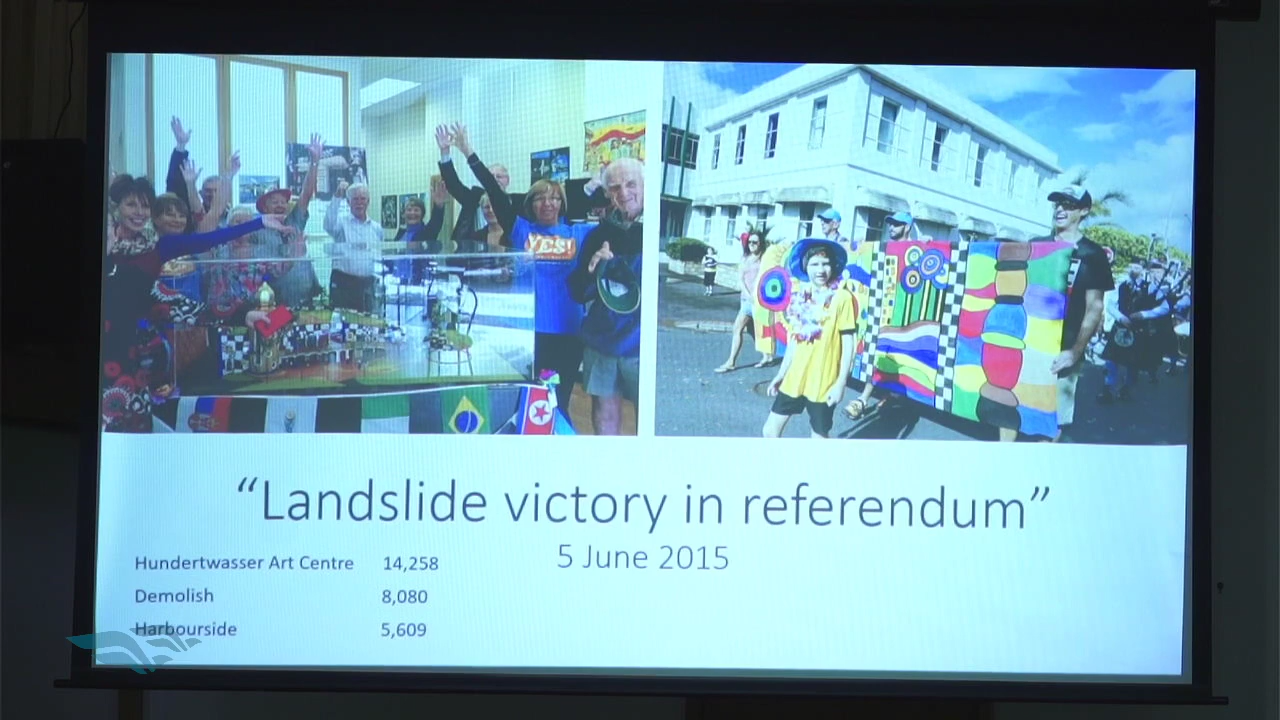 YES!
“Landslide victory in referendum”
5 June 2015
Hundertwasser Art Centre 14,258
Demolish 8,080
Harbourside 5,609